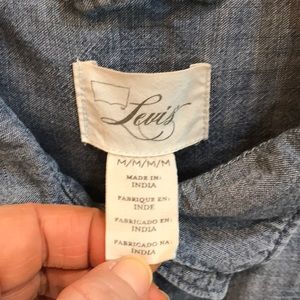 Levi's
M/M/M/M
MADE IN:
INDIA
FABRIQUE EN:
INDE
FABRICADO EN:
INDIA
FABRICADO NA:
INDIA